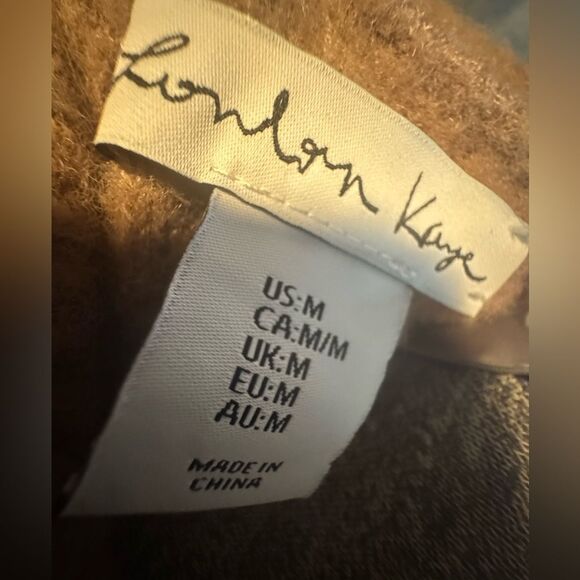 London Kaye
US:M
CA:M/M
UK:M
EU:M
AU:M
MADE IN
CHINA